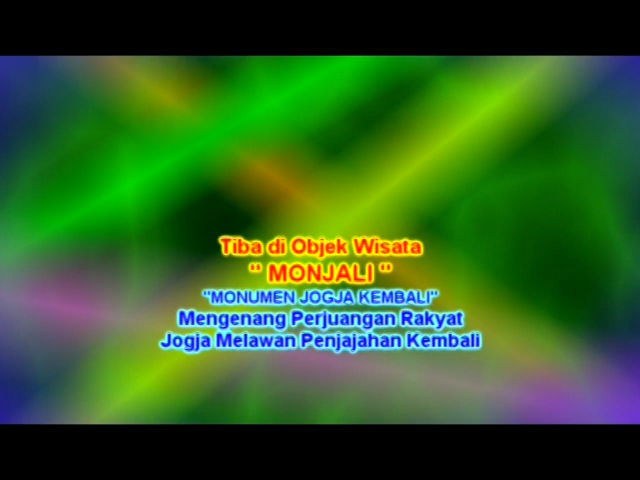 Tiba di Objek Wisata
" MONJALI "
"MONUMEN JOGJA KEMBALI"
Mengenang Perjuangan Rakyat
Jogja Melawan Penjajahan Kembali